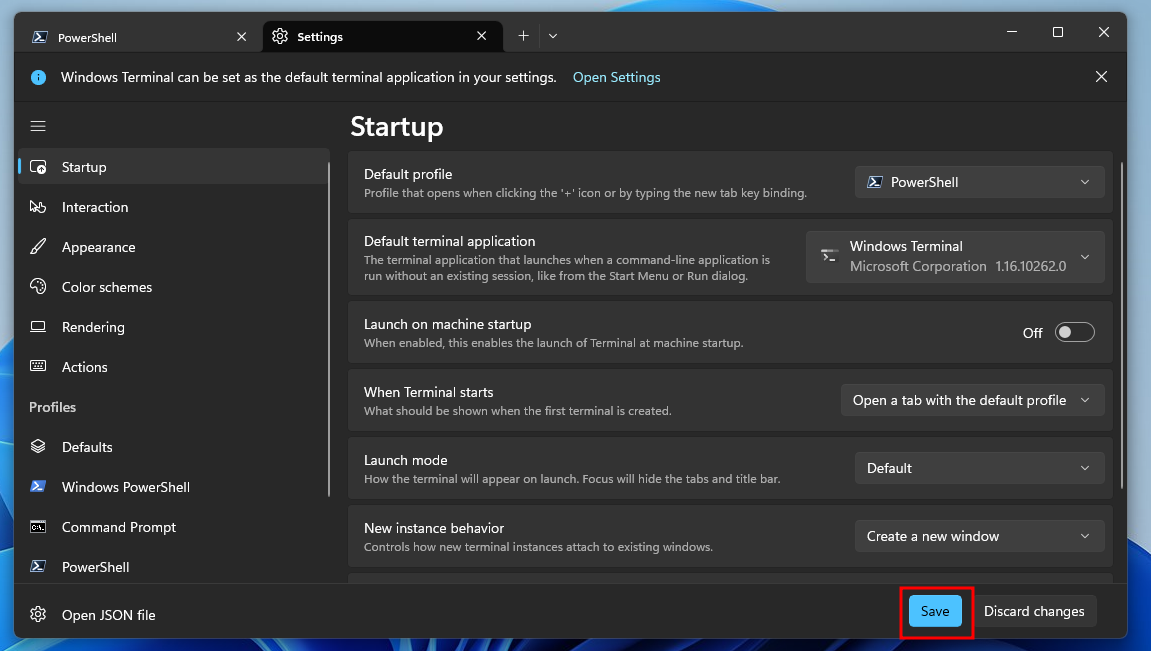 PowerShell
Settings
Windows Terminal can be set as the default terminal application in your settings. Open Settings
Startup
Interaction
Appearance
Color schemes
Rendering
Actions
Profiles
Defaults
Windows PowerShell
Command Prompt
PowerShell
Open JSON file
Startup
Default profile
Profile that opens when clicking the '+' icon or by typing the new tab key binding.
PowerShell
Default terminal application
The terminal application that launches when a command-line application is
run without an existing session, like from the Start Menu or Run dialog.
Windows Terminal
Microsoft Corporation 1.16.10262.0
Launch on machine startup
When enabled, this enables the launch of Terminal at machine startup.
Off
When Terminal starts
What should be shown when the first terminal is created.
Open a tab with the default profile
Launch mode
How the terminal will appear on launch. Focus will hide the tabs and title bar.
Default
New instance behavior
Controls how new terminal instances attach to existing windows.
Create a new window
Save
Discard changes